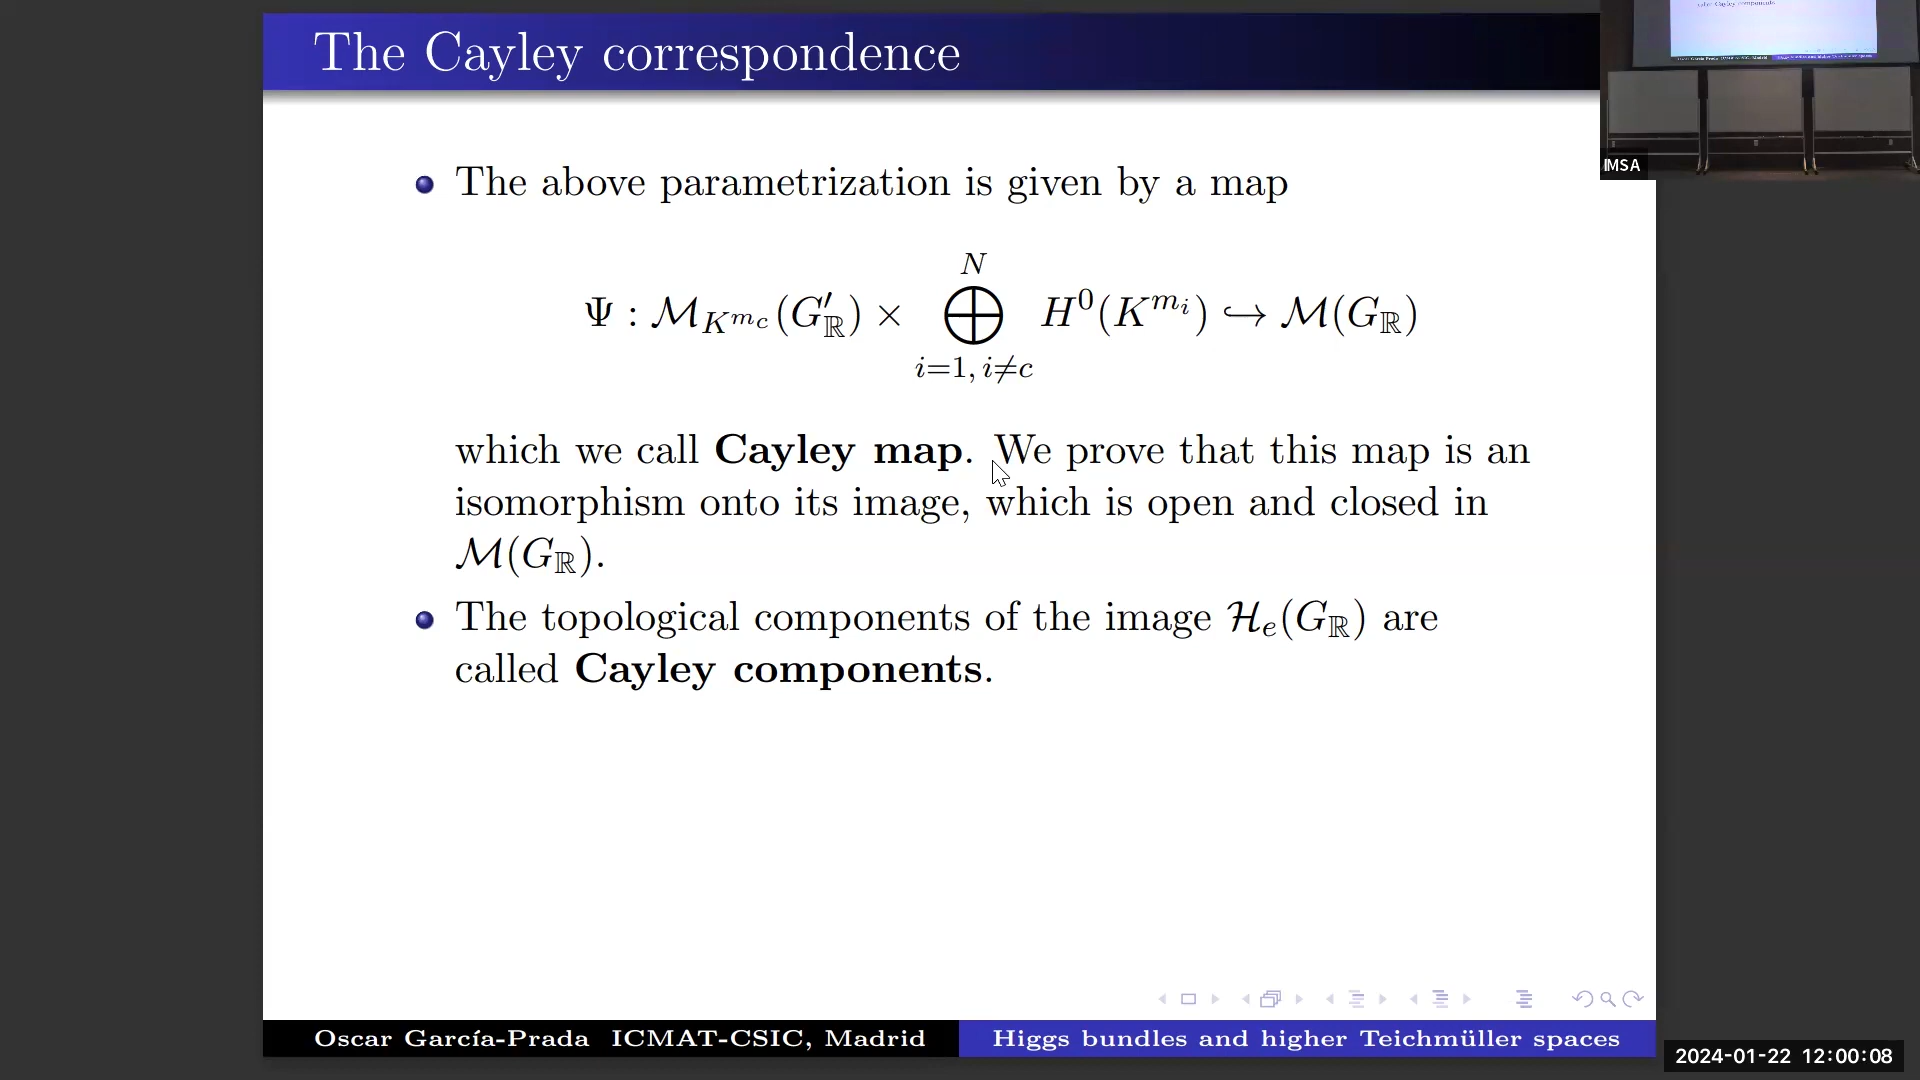 The Cayley correspondence
The above parametrization is given by a map
N
Ψ : ℳ_{K^{m_c}}(G′_ℝ) × ⨁ H⁰(K^{m_i}) ↪ ℳ(G_ℝ)
i=1, i≠c
which we call Cayley map. We prove that this map is an
isomorphism onto its image, which is open and closed in
ℳ(G_ℝ).
The topological components of the image ℋ_e(G_ℝ) are
called Cayley components.
Oscar García-Prada ICMAT-CSIC, Madrid
Higgs bundles and higher Teichmüller spaces
IMSA
2024-01-22 12:00:08